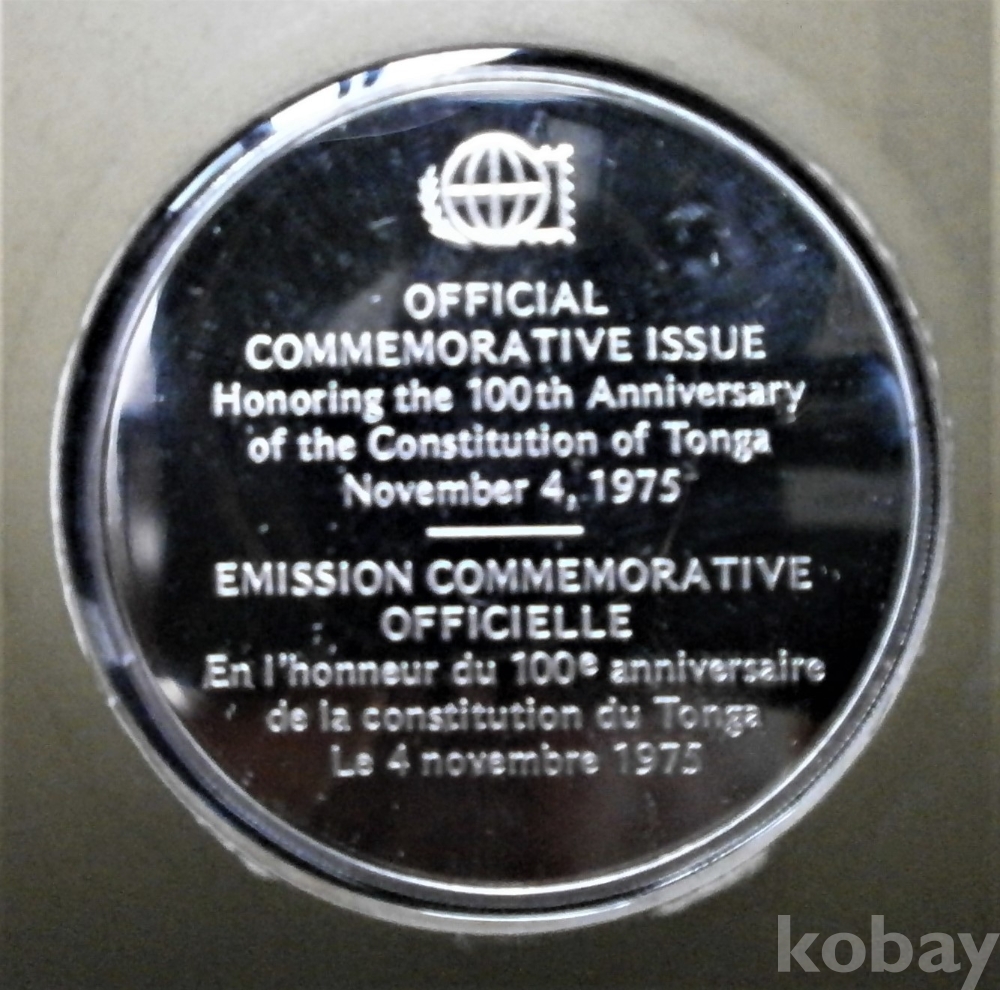 OFFICIAL
COMMEMORATIVE ISSUE
Honoring the 100th Anniversary
of the Constitution of Tonga
November 4, 1975
EMISSION COMMEMORATIVE
OFFICIELLE
En l'honneur du 100e anniversaire
de la constitution du Tonga
Le 4 novembre 1975
kobay